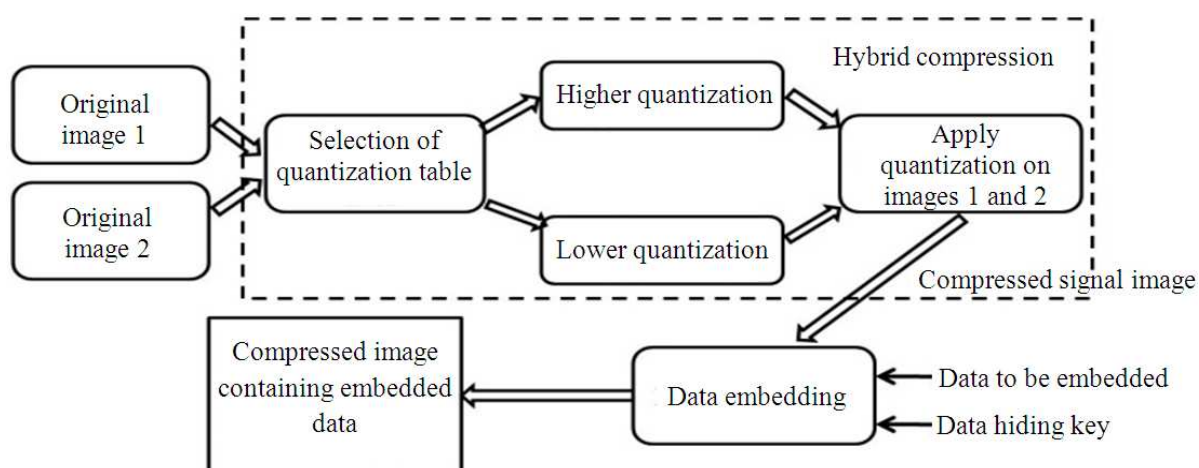 Hybrid compression
Original
image 1
Original
image 2
Selection of
quantization table
Higher quantization
Lower quantization
Apply
quantization on
images 1 and 2
Compressed signal image
Data embedding
Data to be embedded
Data hiding key
Compressed image
containing embedded
data